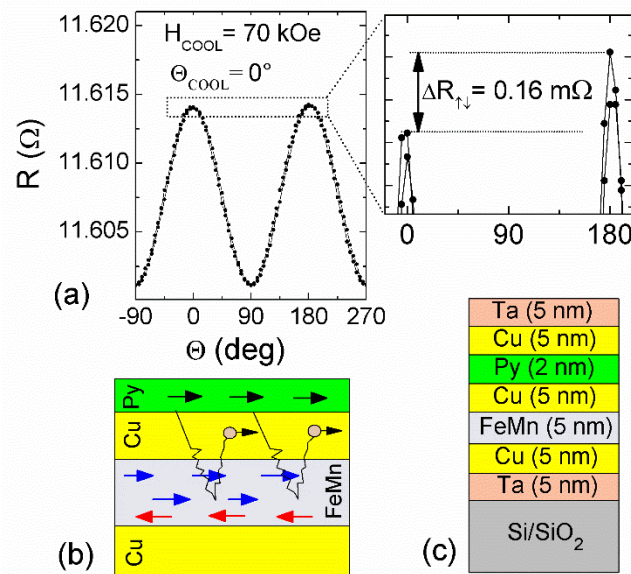 11.620
H_COOL = 70 kOe
Θ_COOL = 0°
11.615
11.610
11.605
R (Ω)
-90 0 90 180 270
Θ (deg)
(a)
ΔR↑↓ = 0.16 mΩ
0 90 180
Py
Cu
FeMn
Cu
(b)
Ta (5 nm)
Cu (5 nm)
Py (2 nm)
Cu (5 nm)
FeMn (5 nm)
Cu (5 nm)
Ta (5 nm)
Si/SiO₂
(c)